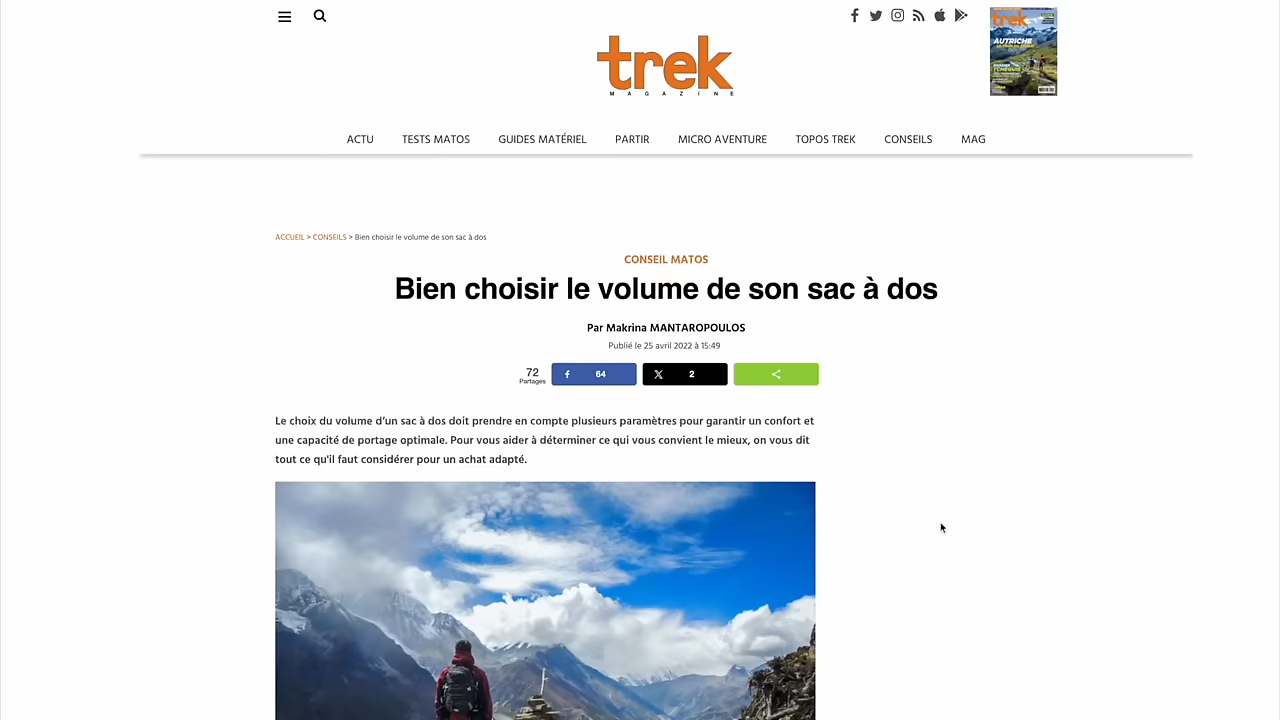 trek
MAGAZINE
trek
AUTRICHE
ACTU TESTS MATOS GUIDES MATÉRIEL PARTIR MICRO AVENTURE TOPOS TREK CONSEILS MAG
ACCUEIL > CONSEILS > Bien choisir le volume de son sac à dos
CONSEIL MATOS
Bien choisir le volume de son sac à dos
Par Makrina MANTAROPOULOS
Publié le 25 avril 2022 à 15:49
72
Partages
64
2
Le choix du volume d'un sac à dos doit prendre en compte plusieurs paramètres pour garantir un confort et
une capacité de portage optimale. Pour vous aider à déterminer ce qui vous convient le mieux, on vous dit
tout ce qu'il faut considérer pour un achat adapté.